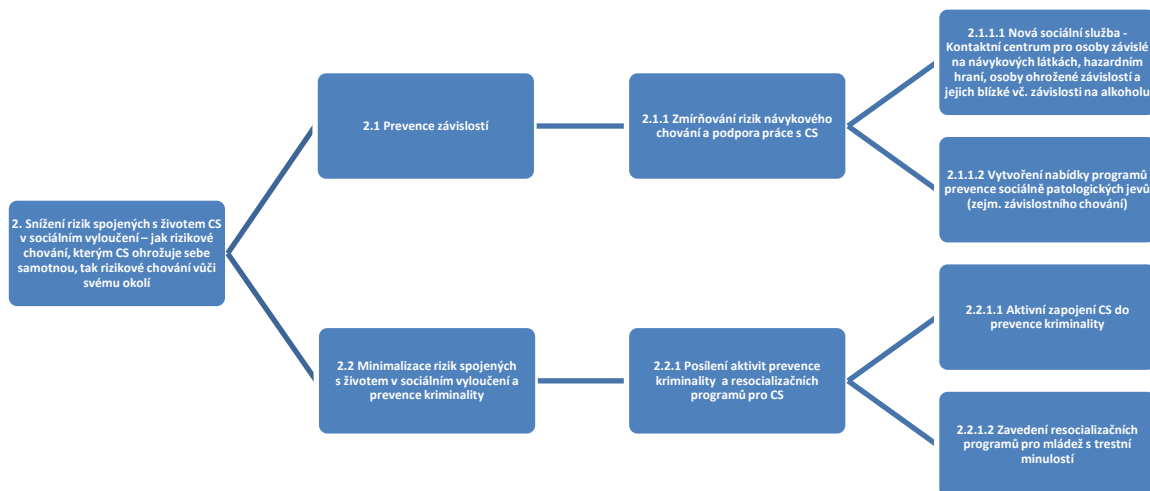 2. Snížení rizik spojených s životem CS
v sociálním vyloučení – jak rizikové
chování, kterým CS ohrožuje sebe
samotnou, tak rizikové chování vůči
svému okolí
2.1 Prevence závislostí
2.1.1 Zmírňování rizik návykového
chování a podpora práce s CS
2.1.1.1 Nová sociální služba -
Kontaktní centrum pro osoby závislé
na návykových látkách, hazardním
hraní, osoby ohrožené závislostí a
jejich blízké vč. závislosti na alkoholu
2.1.1.2 Vytvoření nabídky programů
prevence sociálně patologických jevů
(zejm. závislostního chování)
2.2 Minimalizace rizik spojených
s životem v sociálním vyloučení a
prevence kriminality
2.2.1 Posílení aktivit prevence
kriminality a resocializačních
programů pro CS
2.2.1.1 Aktivní zapojení CS do
prevence kriminality
2.2.1.2 Zavedení resocializačních
programů pro mládež s trestní
minulostí